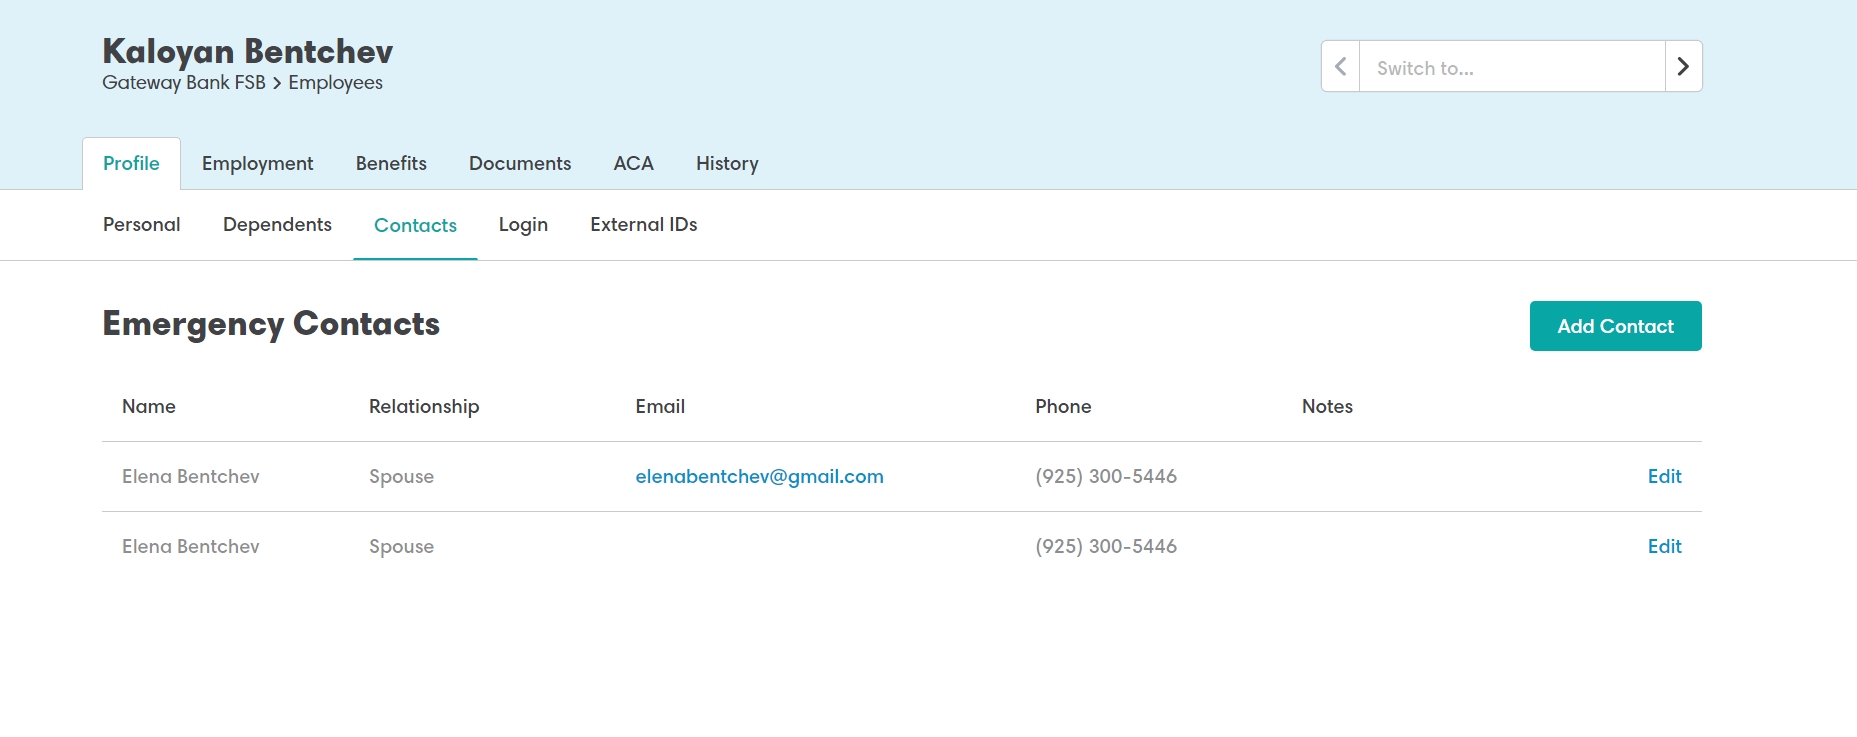 Kaloyan Bentchev
Gateway Bank FSB > Employees
Switch to...
Profile Employment Benefits Documents ACA History
Personal Dependents Contacts Login External IDs
Emergency Contacts
Add Contact
Name Relationship Email Phone Notes
Elena Bentchev Spouse elenabentchev@gmail.com (925) 300-5446 Edit
Elena Bentchev Spouse (925) 300-5446 Edit